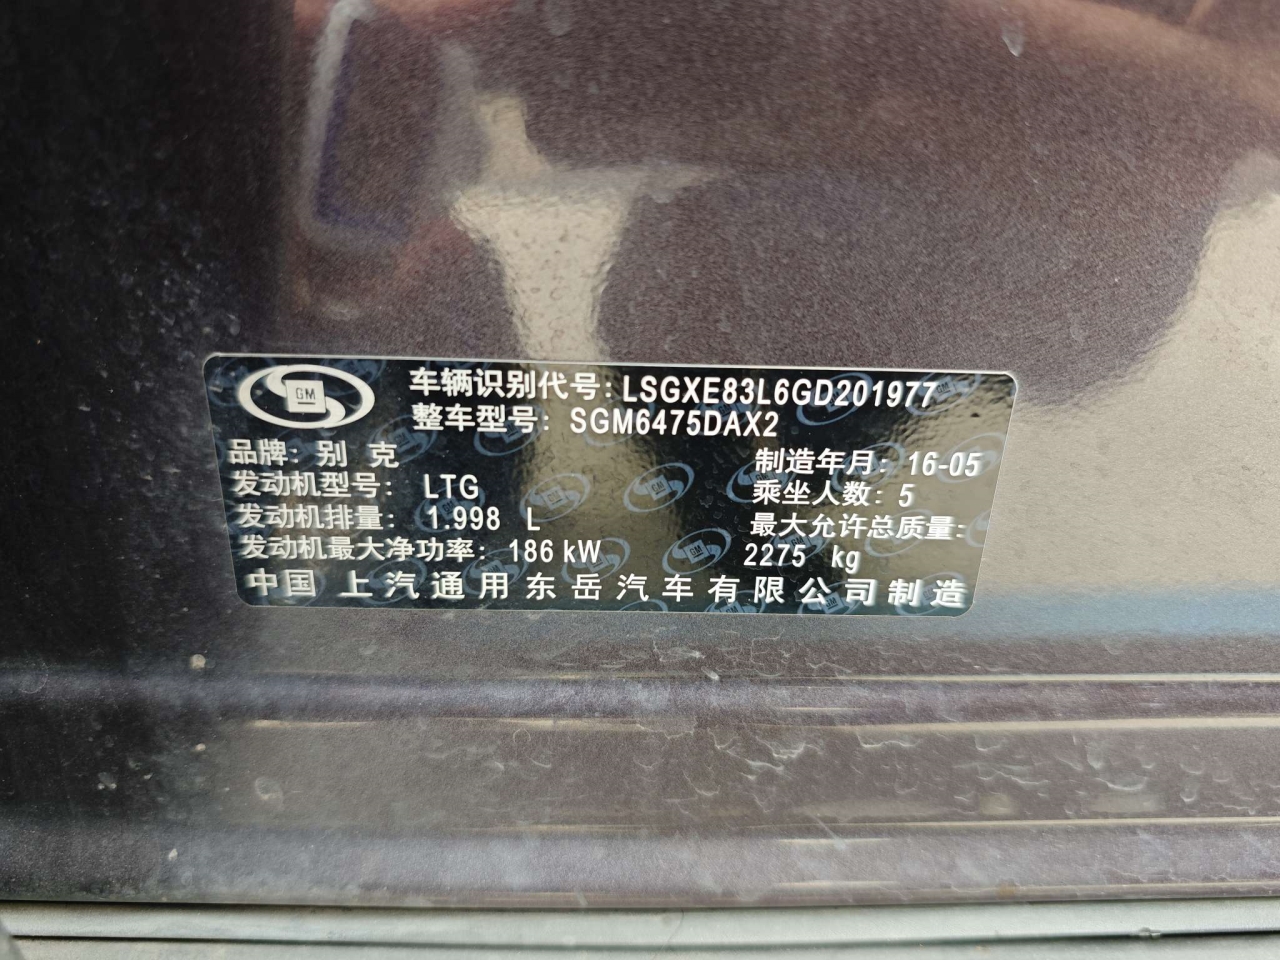 GM
车辆识别代号: LSGXE83L6GD201977
整车型号: SGM6475DAX2
品牌: 别 克
制造年月: 16-05
发动机型号: LTG
乘坐人数: 5
发动机排量: 1.998 L
最大允许总质量:
发动机最大净功率: 186 kW
2275 kg
中国 上汽通用东岳汽车有限公司制造